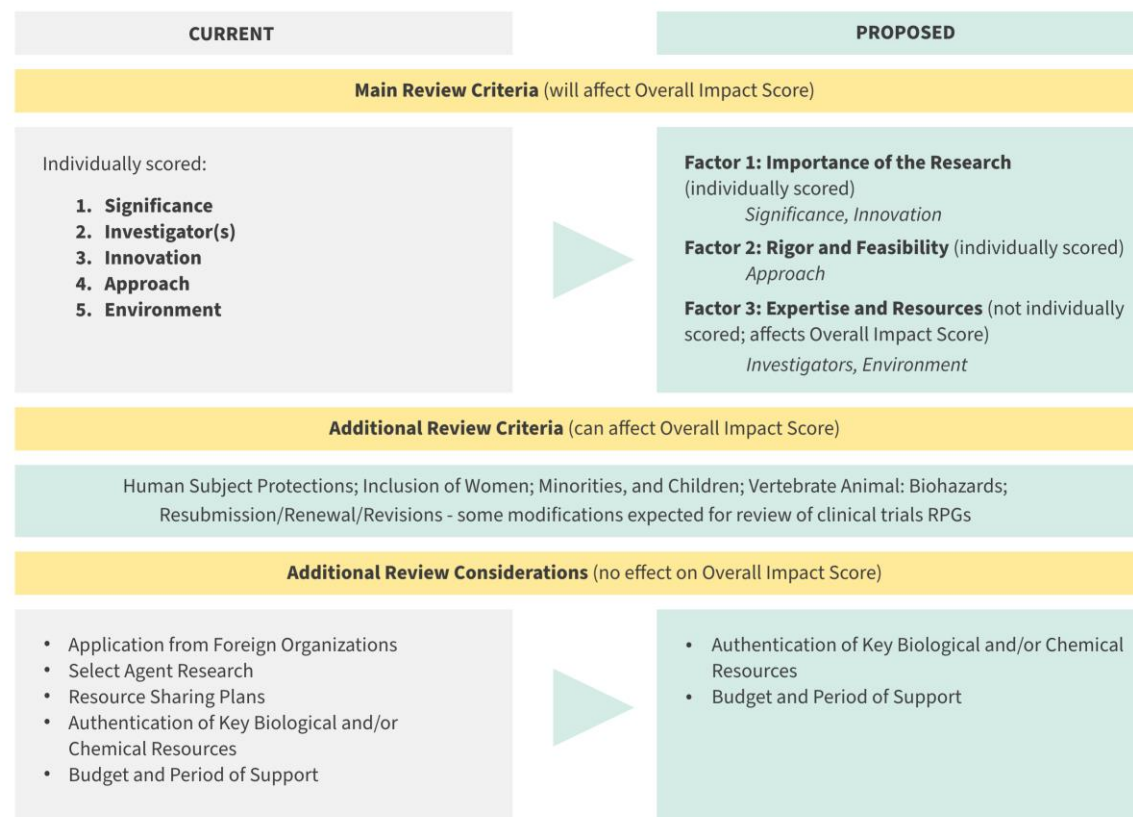 CURRENT
PROPOSED
Main Review Criteria (will affect Overall Impact Score)
Individually scored:
1. Significance
2. Investigator(s)
3. Innovation
4. Approach
5. Environment
Factor 1: Importance of the Research
(individually scored)
Significance, Innovation
Factor 2: Rigor and Feasibility (individually scored)
Approach
Factor 3: Expertise and Resources (not individually
scored; affects Overall Impact Score)
Investigators, Environment
Additional Review Criteria (can affect Overall Impact Score)
Human Subject Protections; Inclusion of Women; Minorities, and Children; Vertebrate Animal: Biohazards;
Resubmission/Renewal/Revisions - some modifications expected for review of clinical trials RPGs
Additional Review Considerations (no effect on Overall Impact Score)
• Application from Foreign Organizations
• Select Agent Research
• Resource Sharing Plans
• Authentication of Key Biological and/or
Chemical Resources
• Budget and Period of Support
• Authentication of Key Biological and/or Chemical
Resources
• Budget and Period of Support